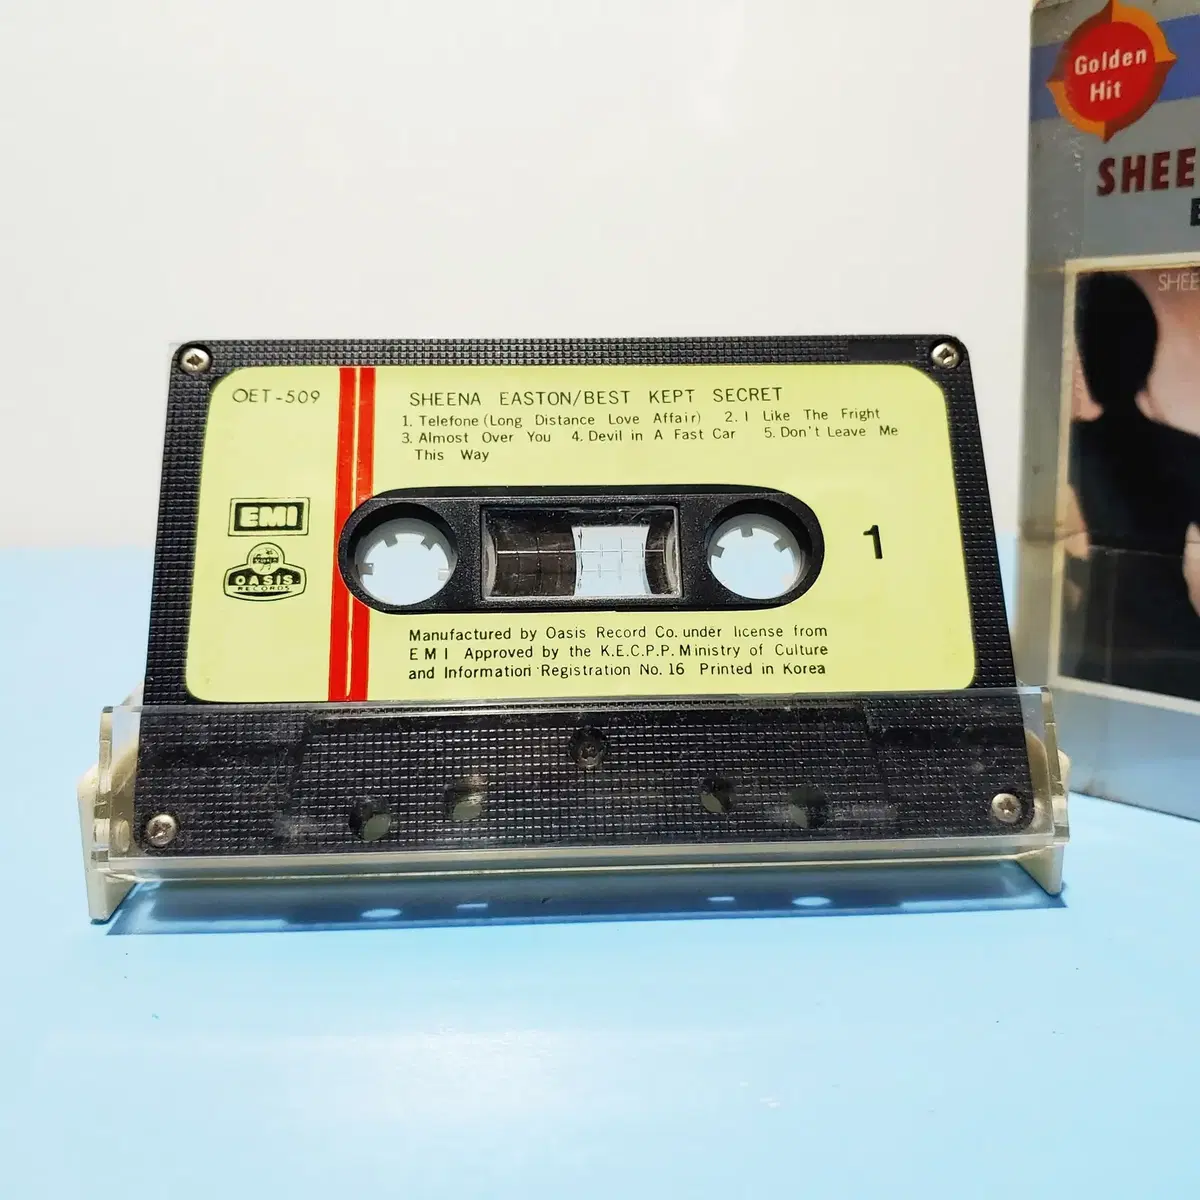 Golden
Hit
SHEE
SHEE
OET-509
SHEENA EASTON/BEST KEPT SECRET
1. Telefone (Long Distance Love Affair) 2. I Like The Fright
3. Almost Over You 4. Devil in A Fast Car 5. Don't Leave Me
This Way
EMI
OASIS
RECORDS
1
Manufactured by Oasis Record Co. under license from
EMI Approved by the K.E.C.P.P. Ministry of Culture
and Information Registration No. 16 Printed in Korea